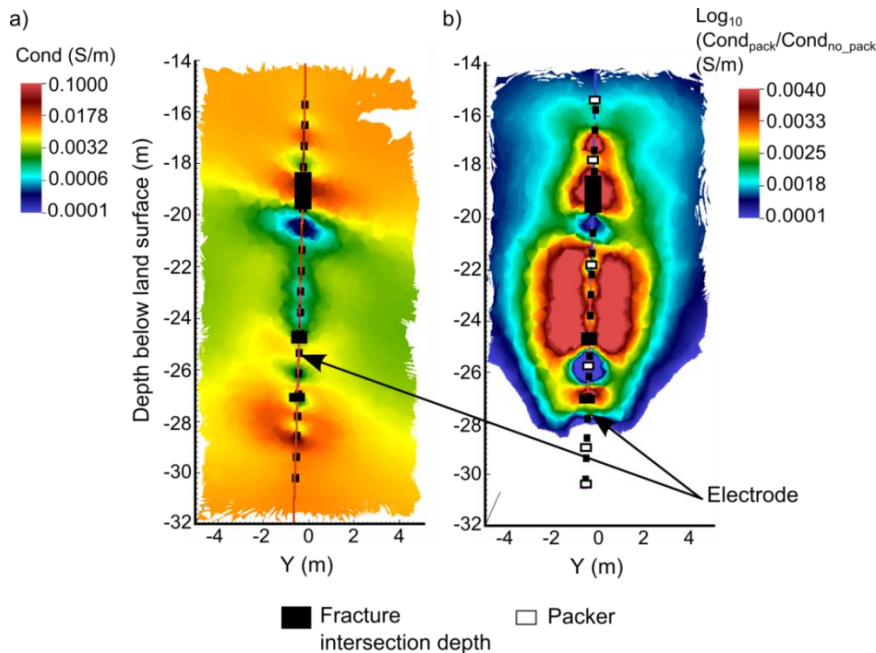 a)
Cond (S/m)
0.1000
0.0178
0.0032
0.0006
0.0001
Depth below land surface (m)
-14
-16
-18
-20
-22
-24
-26
-28
-30
-32
-4 -2 0 2 4
Y (m)
b)
Log10
(Condpack/Condno_pack)
(S/m)
0.0040
0.0033
0.0025
0.0018
0.0001
-14
-16
-18
-20
-22
-24
-26
-28
-30
-32
-4 -2 0 2 4
Y (m)
Electrode
Fracture
intersection depth
Packer